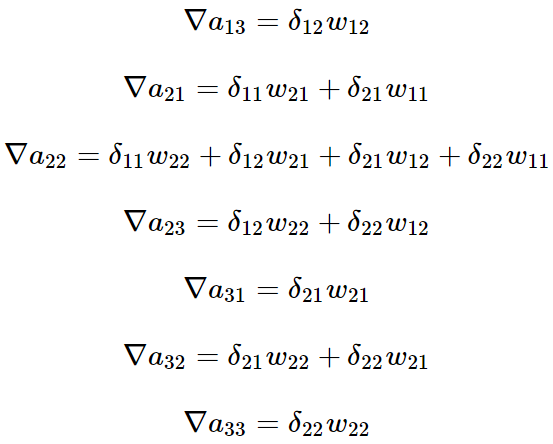 ∇a₁₃ = δ₁₂w₁₂
∇a₂₁ = δ₁₁w₂₁ + δ₂₁w₁₁
∇a₂₂ = δ₁₁w₂₂ + δ₁₂w₂₁ + δ₂₁w₁₂ + δ₂₂w₁₁
∇a₂₃ = δ₁₂w₂₂ + δ₂₂w₁₂
∇a₃₁ = δ₂₁w₂₁
∇a₃₂ = δ₂₁w₂₂ + δ₂₂w₂₁
∇a₃₃ = δ₂₂w₂₂